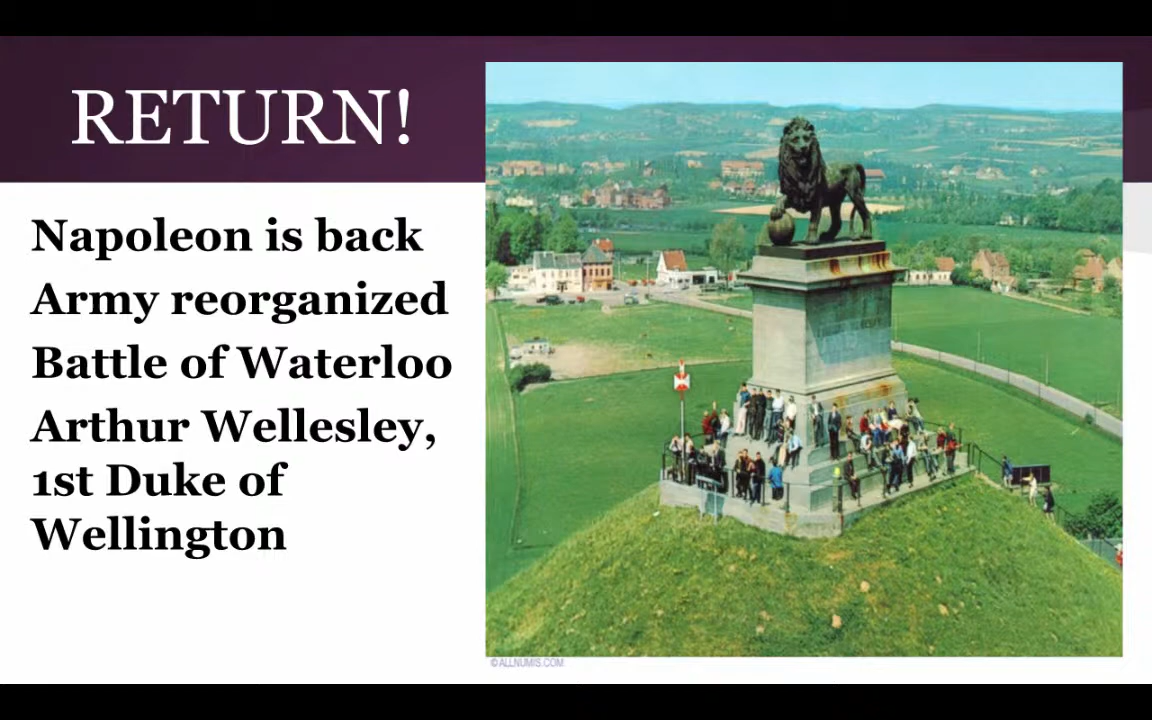 RETURN!
Napoleon is back
Army reorganized
Battle of Waterloo
Arthur Wellesley,
1st Duke of
Wellington
©ALLNUMIS.COM